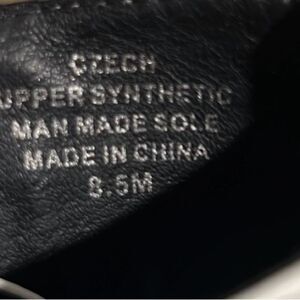 CZECH
UPPER SYNTHETIC
MAN MADE SOLE
MADE IN CHINA
8.5M